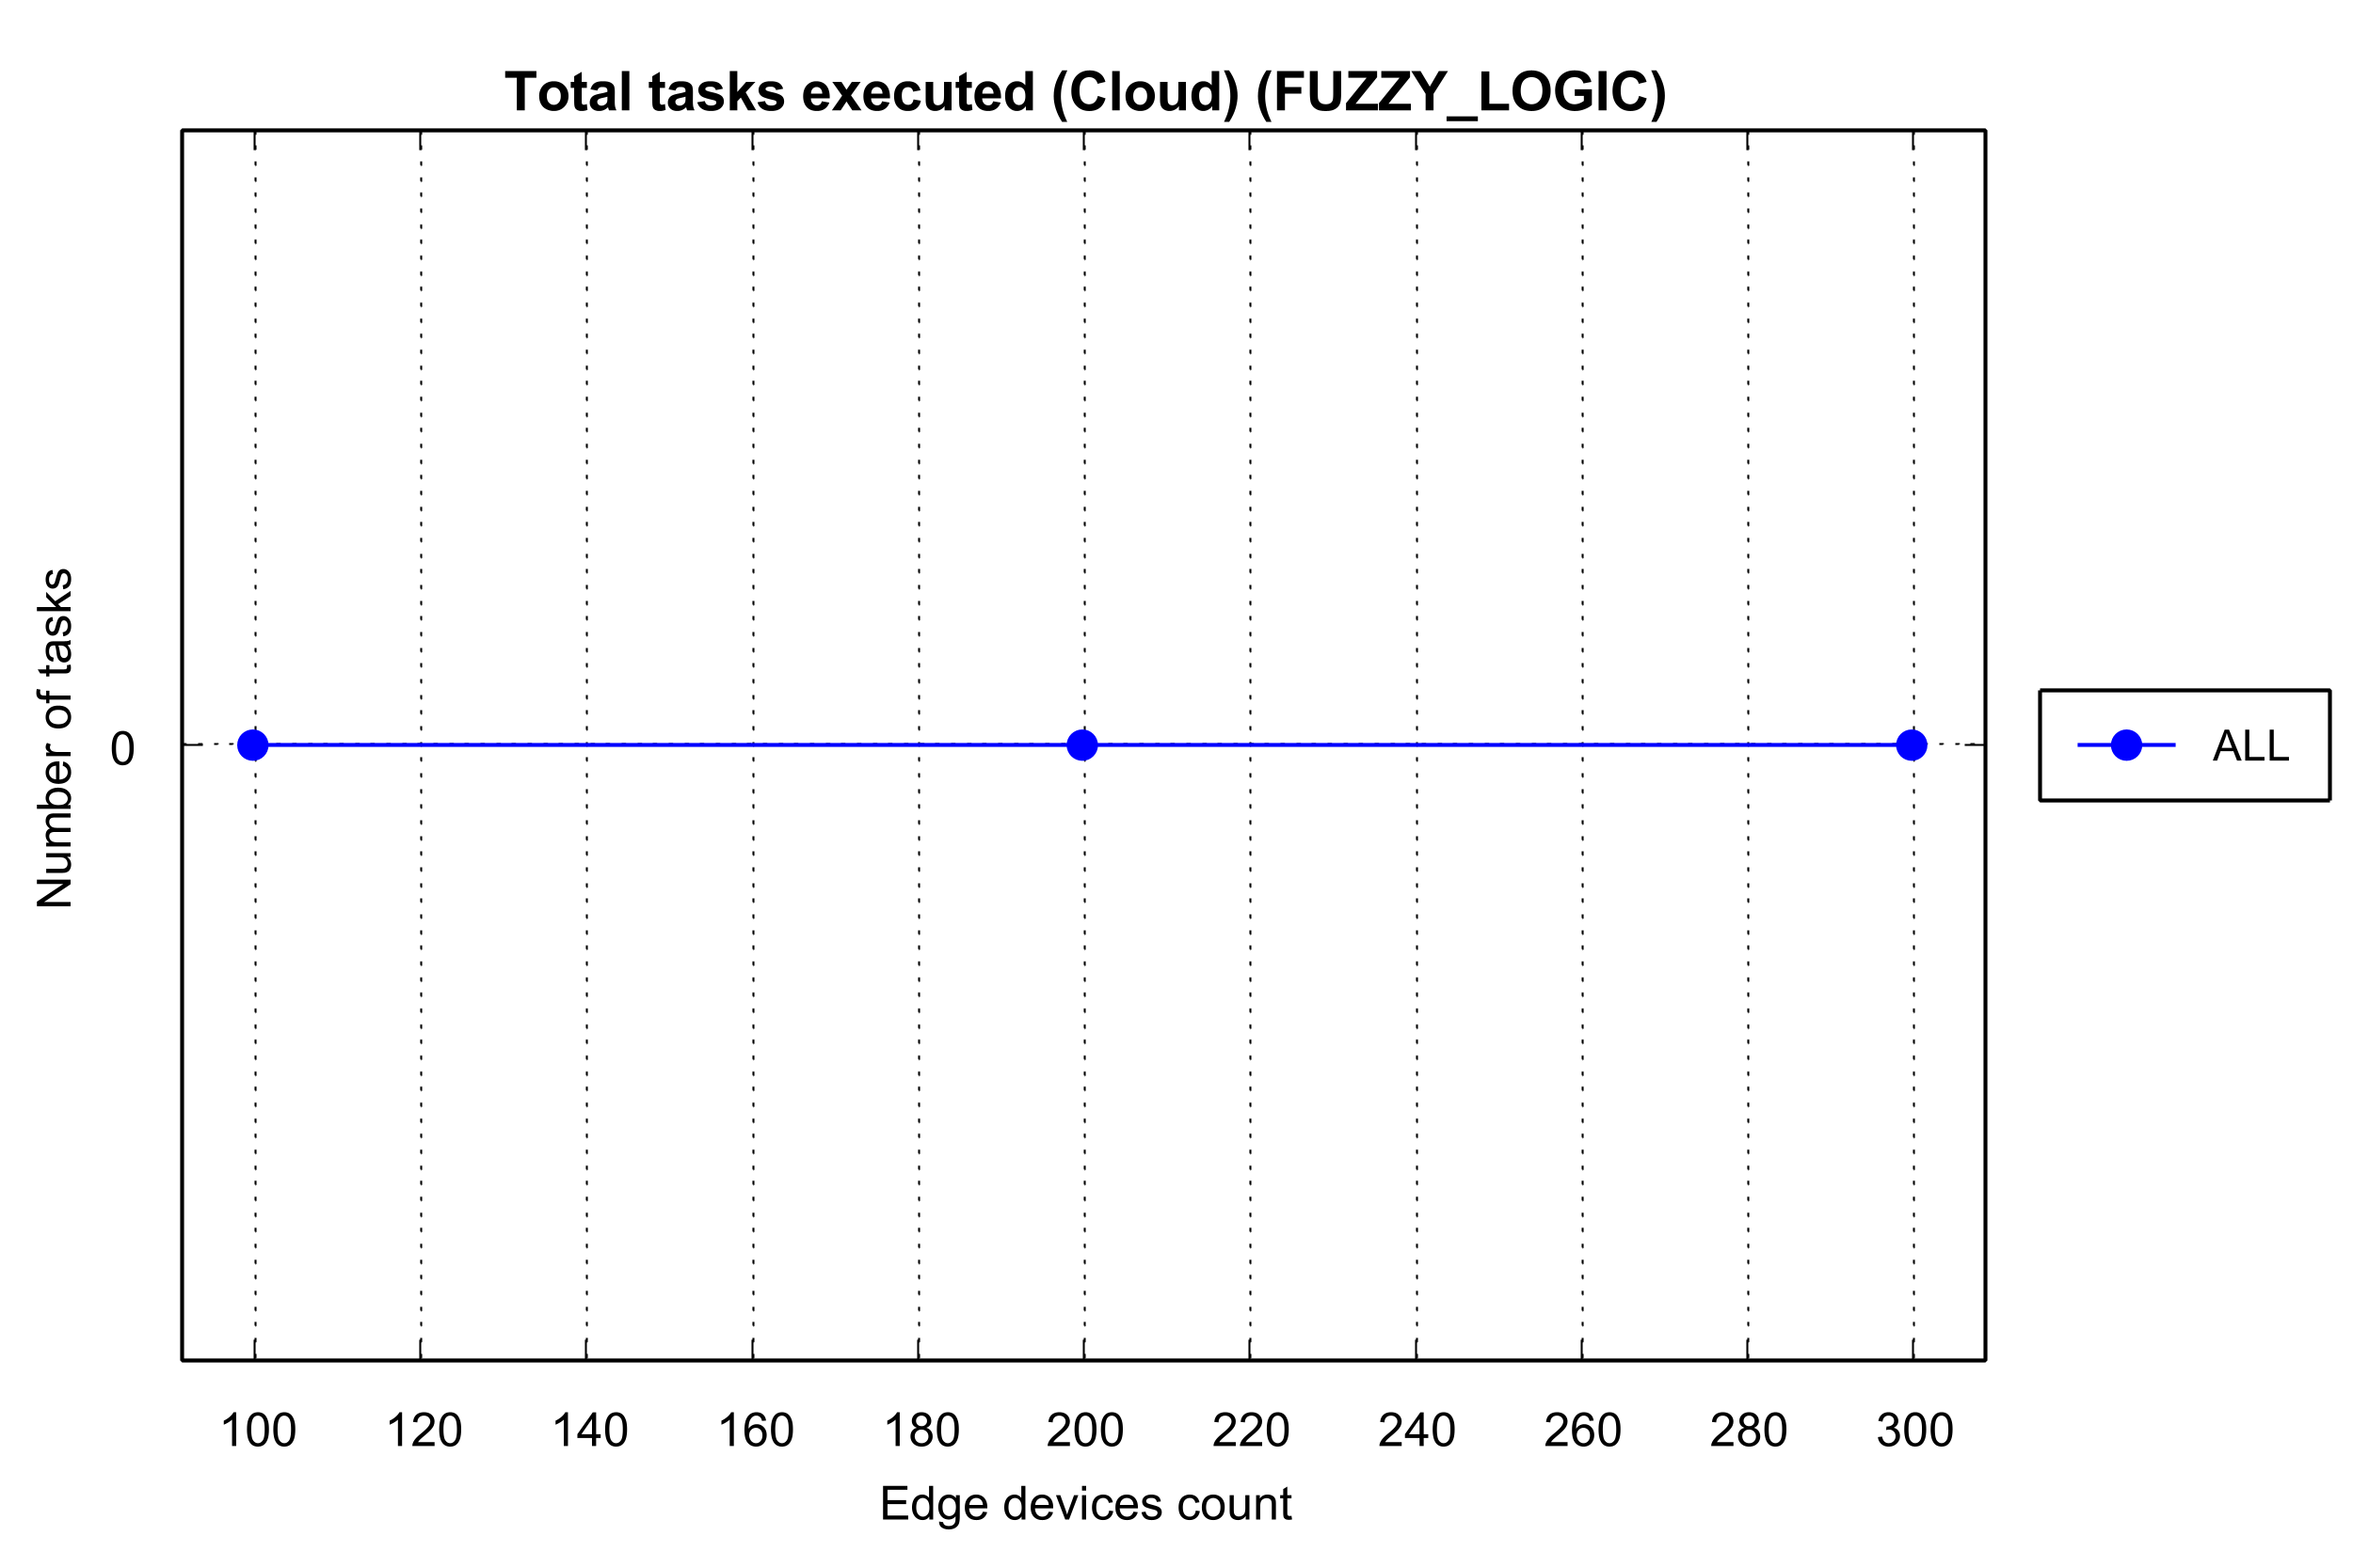 Total tasks executed (Cloud) (FUZZY_LOGIC)
Number of tasks
0
ALL
100 120 140 160 180 200 220 240 260 280 300
Edge devices count